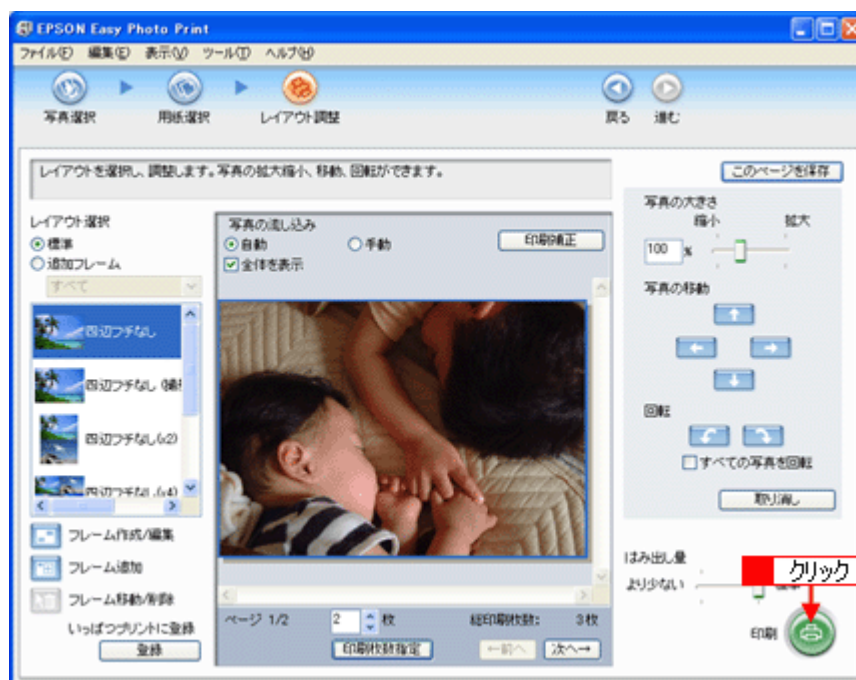 EPSON Easy Photo Print
ファイル(F) 編集(E) 表示(V) ツール(T) ヘルプ(H)
写真選択 用紙選択 レイアウト調整 戻る 進む
レイアウトを選択し、調整します。写真の拡大縮小、移動、回転ができます。
このページを保存
レイアウト選択
標準
追加フレーム
すべて
四辺フチなし
四辺フチなし
四辺フチなし(x2)
四辺フチなし(x4)
フレーム作成/編集
フレーム追加
フレーム移動/削除
いっぱつプリントに登録
登録
写真の流し込み
自動 手動
印刷補正
全体を表示
ページ 1/2 2 枚 総印刷枚数: 3枚
印刷枚数指定 ←前へ 次へ→
写真の大きさ
縮小 拡大
100 %
写真の移動
回転
すべての写真を回転
取り消し
はみ出し量
より少ない
クリック
印刷